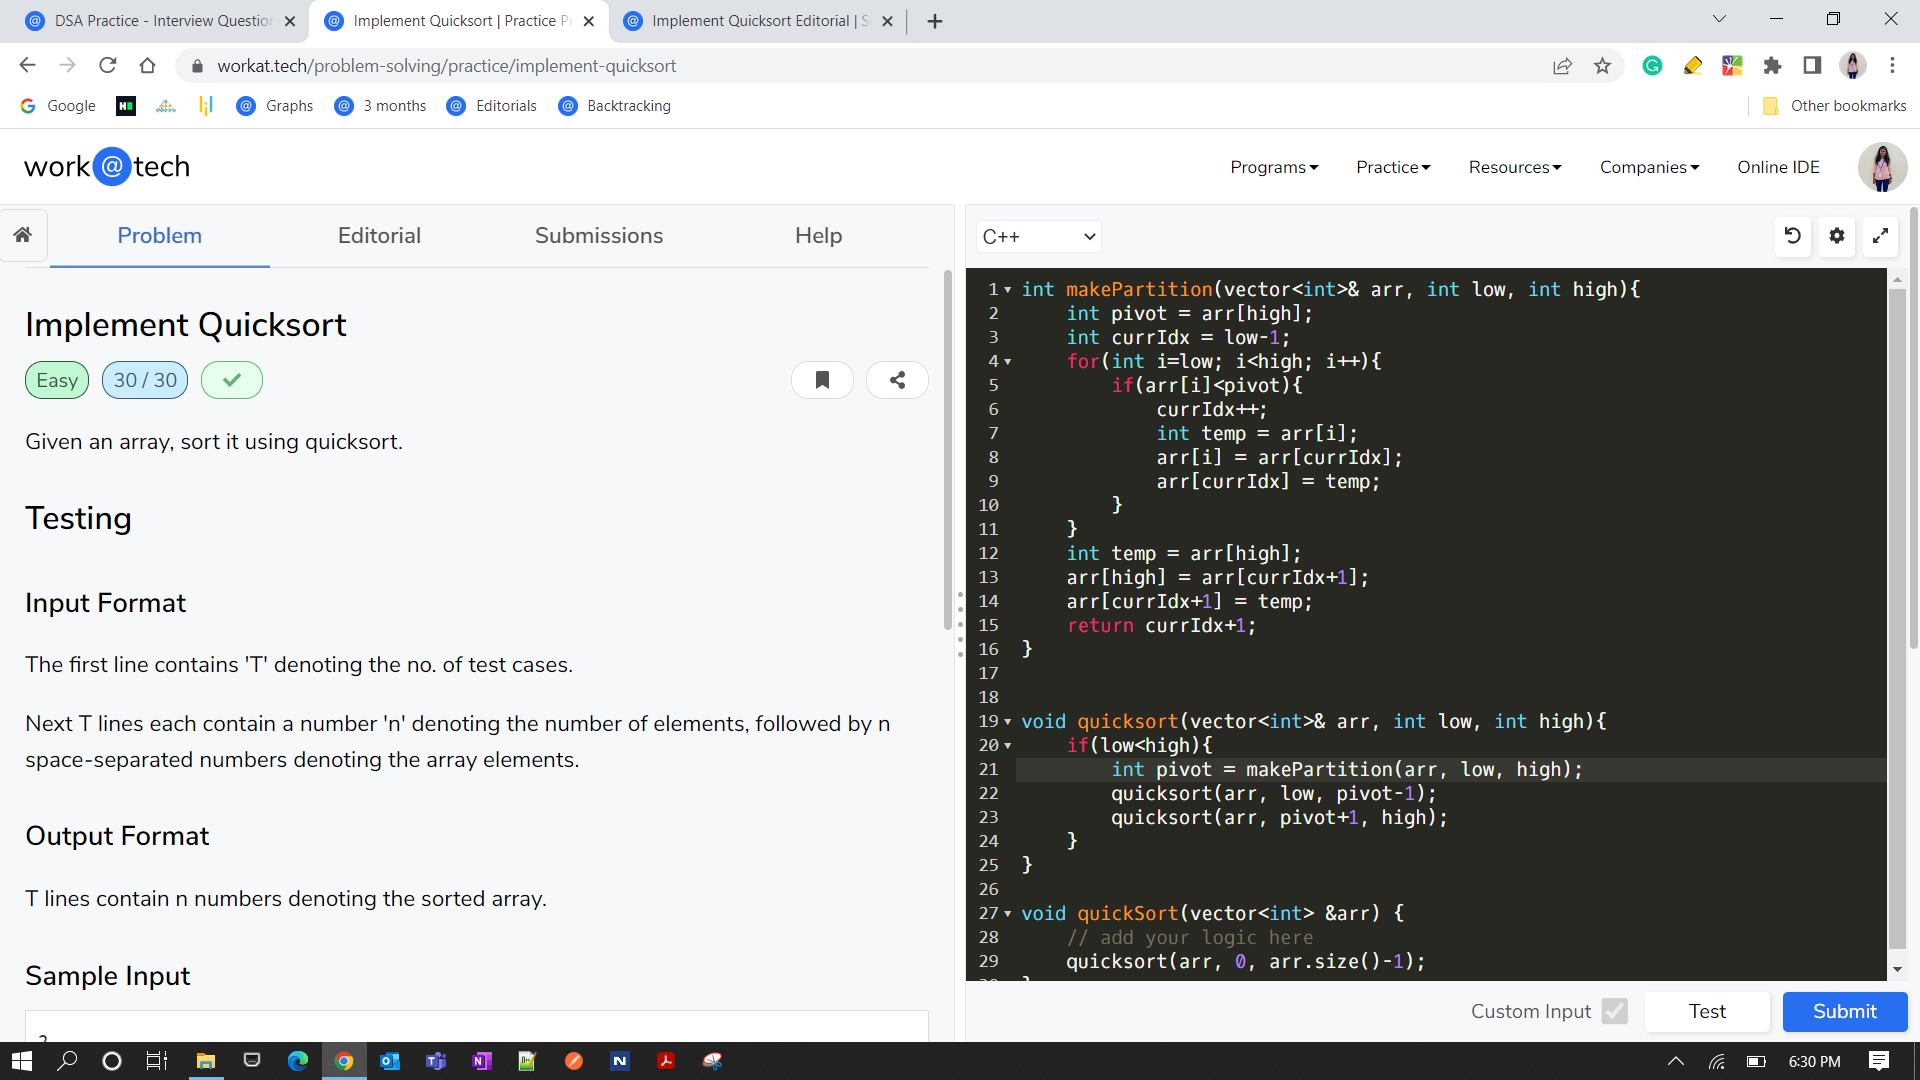 DSA Practice - Interview Question
Implement Quicksort | Practice P
Implement Quicksort Editorial | S
workat.tech/problem-solving/practice/implement-quicksort
Google
Graphs
3 months
Editorials
Backtracking
Other bookmarks
work@tech
Programs
Practice
Resources
Companies
Online IDE
Problem
Editorial
Submissions
Help
Implement Quicksort
Easy
30 / 30
Given an array, sort it using quicksort.
Testing
Input Format
The first line contains 'T' denoting the no. of test cases.
Next T lines each contain a number 'n' denoting the number of elements, followed by n
space-separated numbers denoting the array elements.
Output Format
T lines contain n numbers denoting the sorted array.
Sample Input
C++
1 int makePartition(vector<int>& arr, int low, int high){
2     int pivot = arr[high];
3     int currIdx = low-1;
4     for(int i=low; i<high; i++){
5         if(arr[i]<pivot){
6             currIdx++;
7             int temp = arr[i];
8             arr[i] = arr[currIdx];
9             arr[currIdx] = temp;
10         }
11     }
12     int temp = arr[high];
13     arr[high] = arr[currIdx+1];
14     arr[currIdx+1] = temp;
15     return currIdx+1;
16 }
17
18
19 void quicksort(vector<int>& arr, int low, int high){
20     if(low<high){
21         int pivot = makePartition(arr, low, high);
22         quicksort(arr, low, pivot-1);
23         quicksort(arr, pivot+1, high);
24     }
25 }
26
27 void quickSort(vector<int> &arr) {
28     // add your logic here
29     quicksort(arr, 0, arr.size()-1);
Custom Input
Test
Submit
6:30 PM